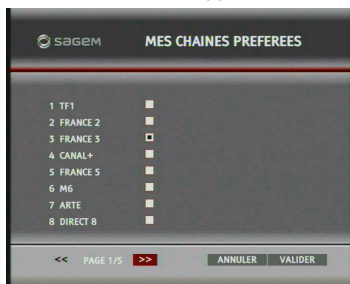 sagem
MES CHAINES PREFEREES
1 TF1
2 FRANCE 2
3 FRANCE 3
4 CANAL+
5 FRANCE 5
6 M6
7 ARTE
8 DIRECT 8
<< PAGE 1/5 >> ANNULER VALIDER